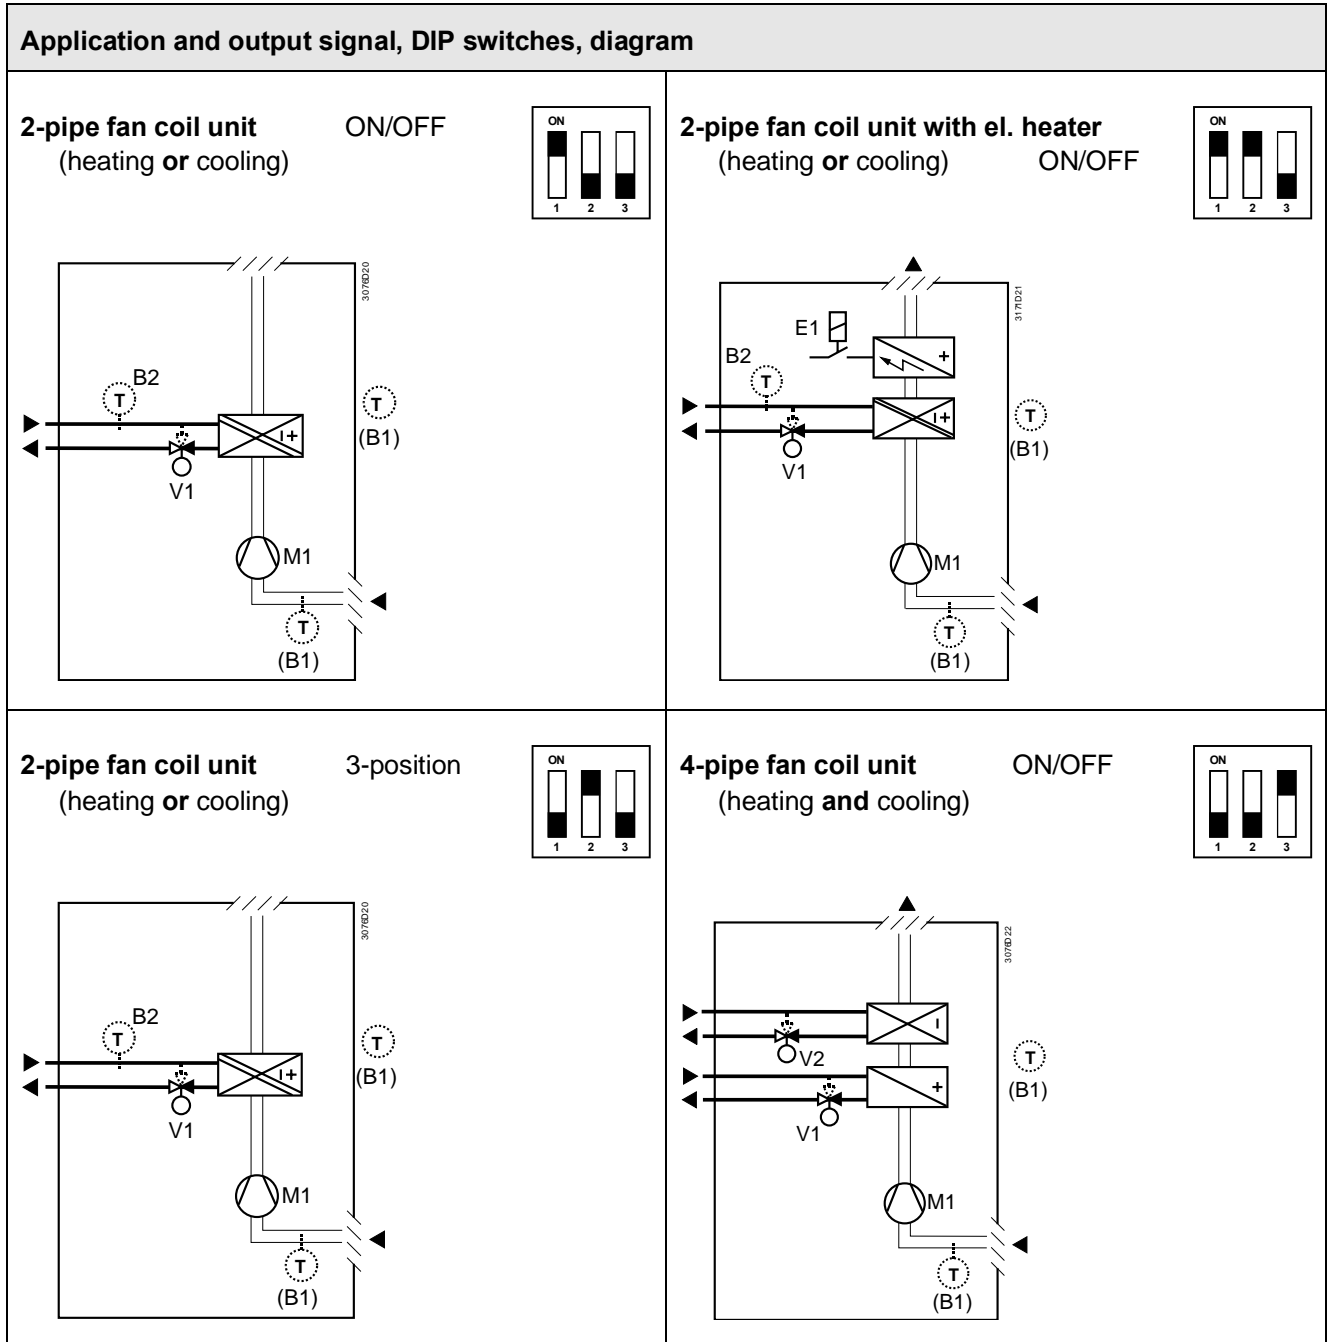 Application and output signal, DIP switches, diagram
2-pipe fan coil unit ON/OFF
(heating or cooling)
ON
1 2 3
3076D20
B2
T
T
(B1)
+
V1
M1
T
(B1)
2-pipe fan coil unit with el. heater
(heating or cooling) ON/OFF
ON
1 2 3
3171D21
E1
+
B2
T
T
(B1)
+
V1
M1
T
(B1)
2-pipe fan coil unit 3-position
(heating or cooling)
ON
1 2 3
3076D20
B2
T
T
(B1)
+
V1
M1
T
(B1)
4-pipe fan coil unit ON/OFF
(heating and cooling)
ON
1 2 3
3076D22
V2
T
(B1)
+
V1
M1
T
(B1)